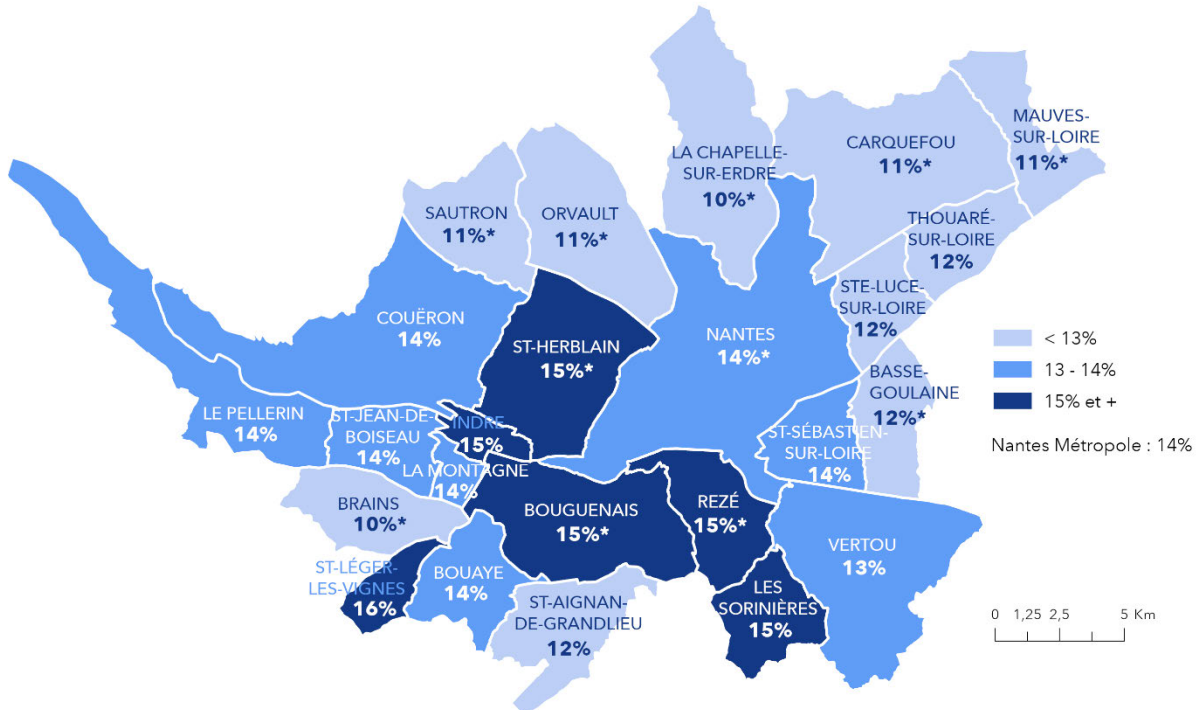 MAUVES-
SUR-LOIRE
11%*
CARQUEFOU
11%*
LA CHAPELLE-
SUR-ERDRE
10%*
SAUTRON
11%*
ORVAULT
11%*
THOUARÉ-
SUR-LOIRE
12%
STE-LUCE-
SUR-LOIRE
12%
COUËRON
14%
ST-HERBLAIN
15%*
NANTES
14%*
BASSE-
GOULAINE
12%*
LE PELLERIN
14%
ST-JEAN-DE-
BOISEAU
14%
INDRE
15%
LA MONTAGNE
14%
ST-SÉBASTIEN-
SUR-LOIRE
14%
BRAINS
10%*
BOUGUENAIS
15%*
REZÉ
15%*
VERTOU
13%
ST-LÉGER-
LES-VIGNES
16%
BOUAYE
14%
ST-AIGNAN-
DE-GRANDLIEU
12%
LES
SORINIÈRES
15%
< 13%
13 - 14%
15% et +
Nantes Métropole : 14%
0 1,25 2,5 5 Km